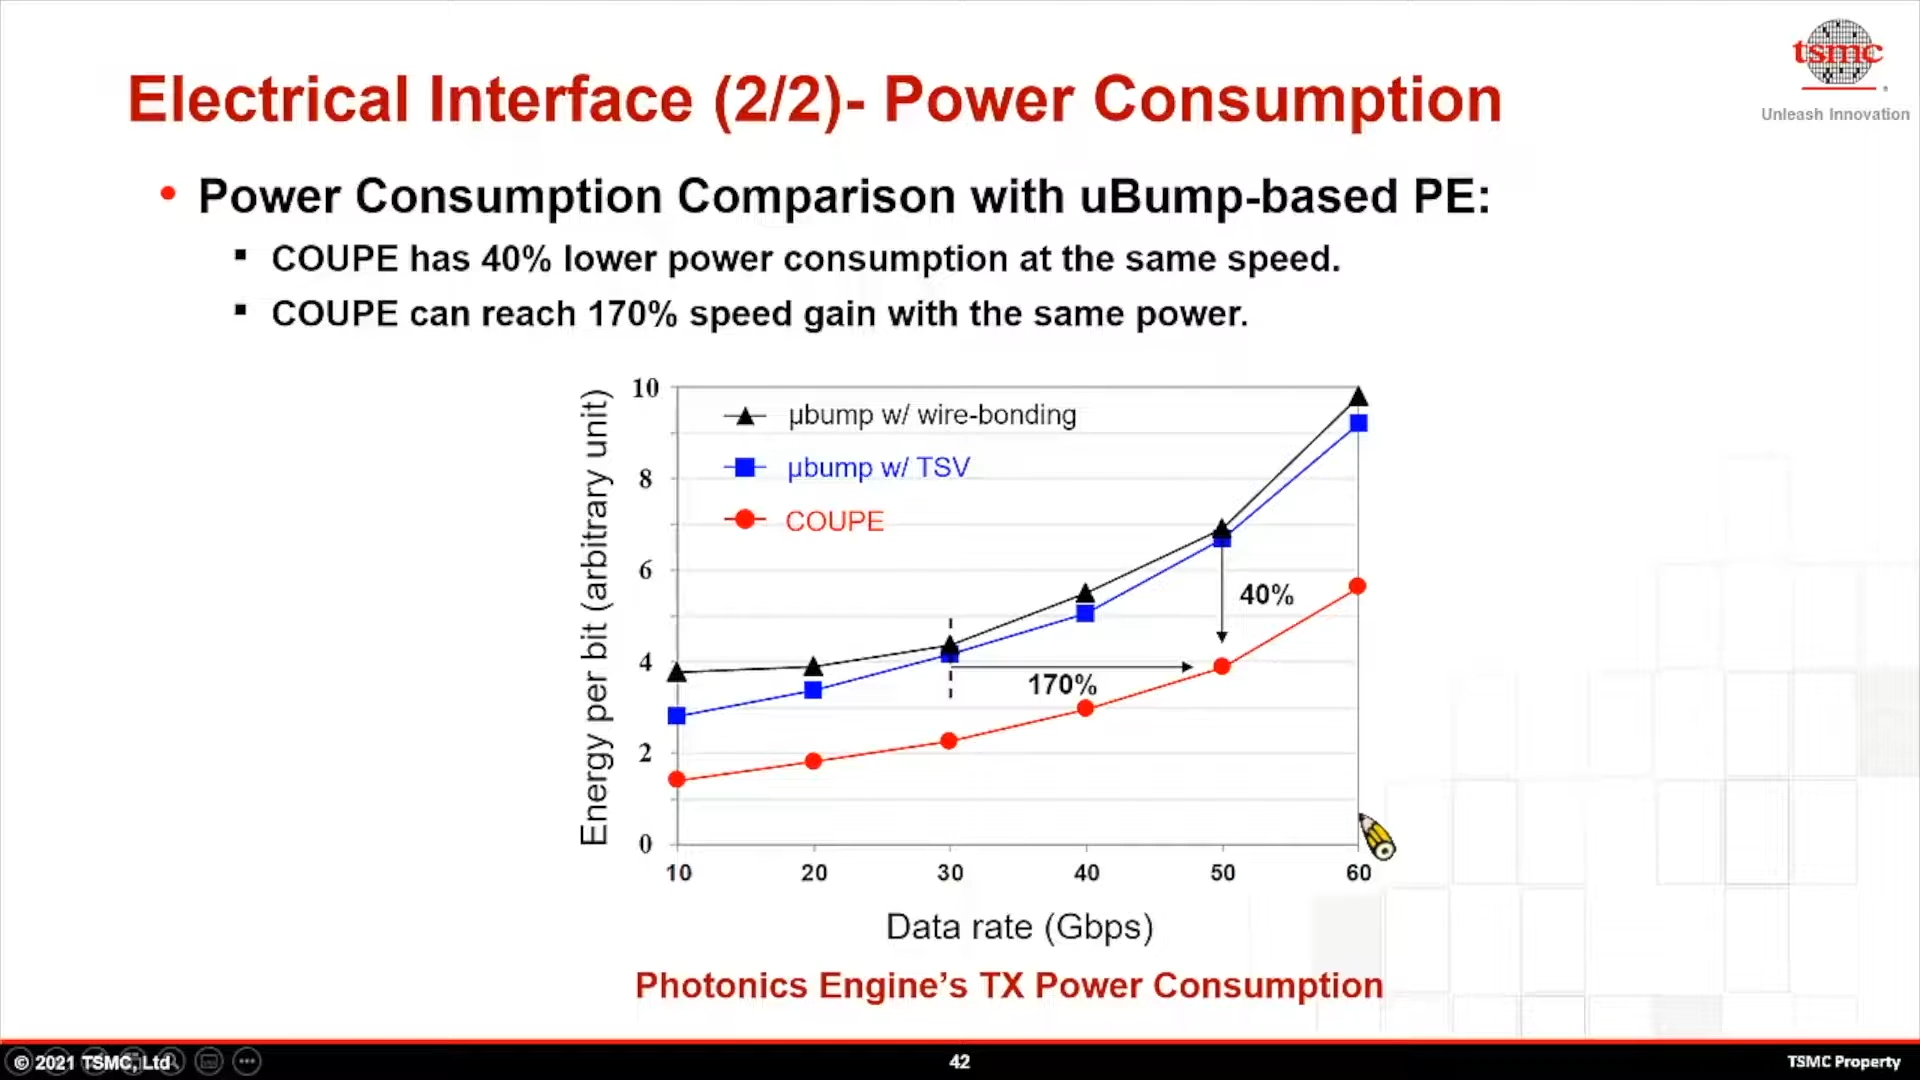 tsmc
Unleash Innovation
Electrical Interface (2/2)- Power Consumption
• Power Consumption Comparison with uBump-based PE:
▪ COUPE has 40% lower power consumption at the same speed.
▪ COUPE can reach 170% speed gain with the same power.
Energy per bit (arbitrary unit)
10
8
6
4
2
0
µbump w/ wire-bonding
µbump w/ TSV
COUPE
40%
170%
10 20 30 40 50 60
Data rate (Gbps)
Photonics Engine's TX Power Consumption
© 2021 TSMC, Ltd
42
TSMC Property